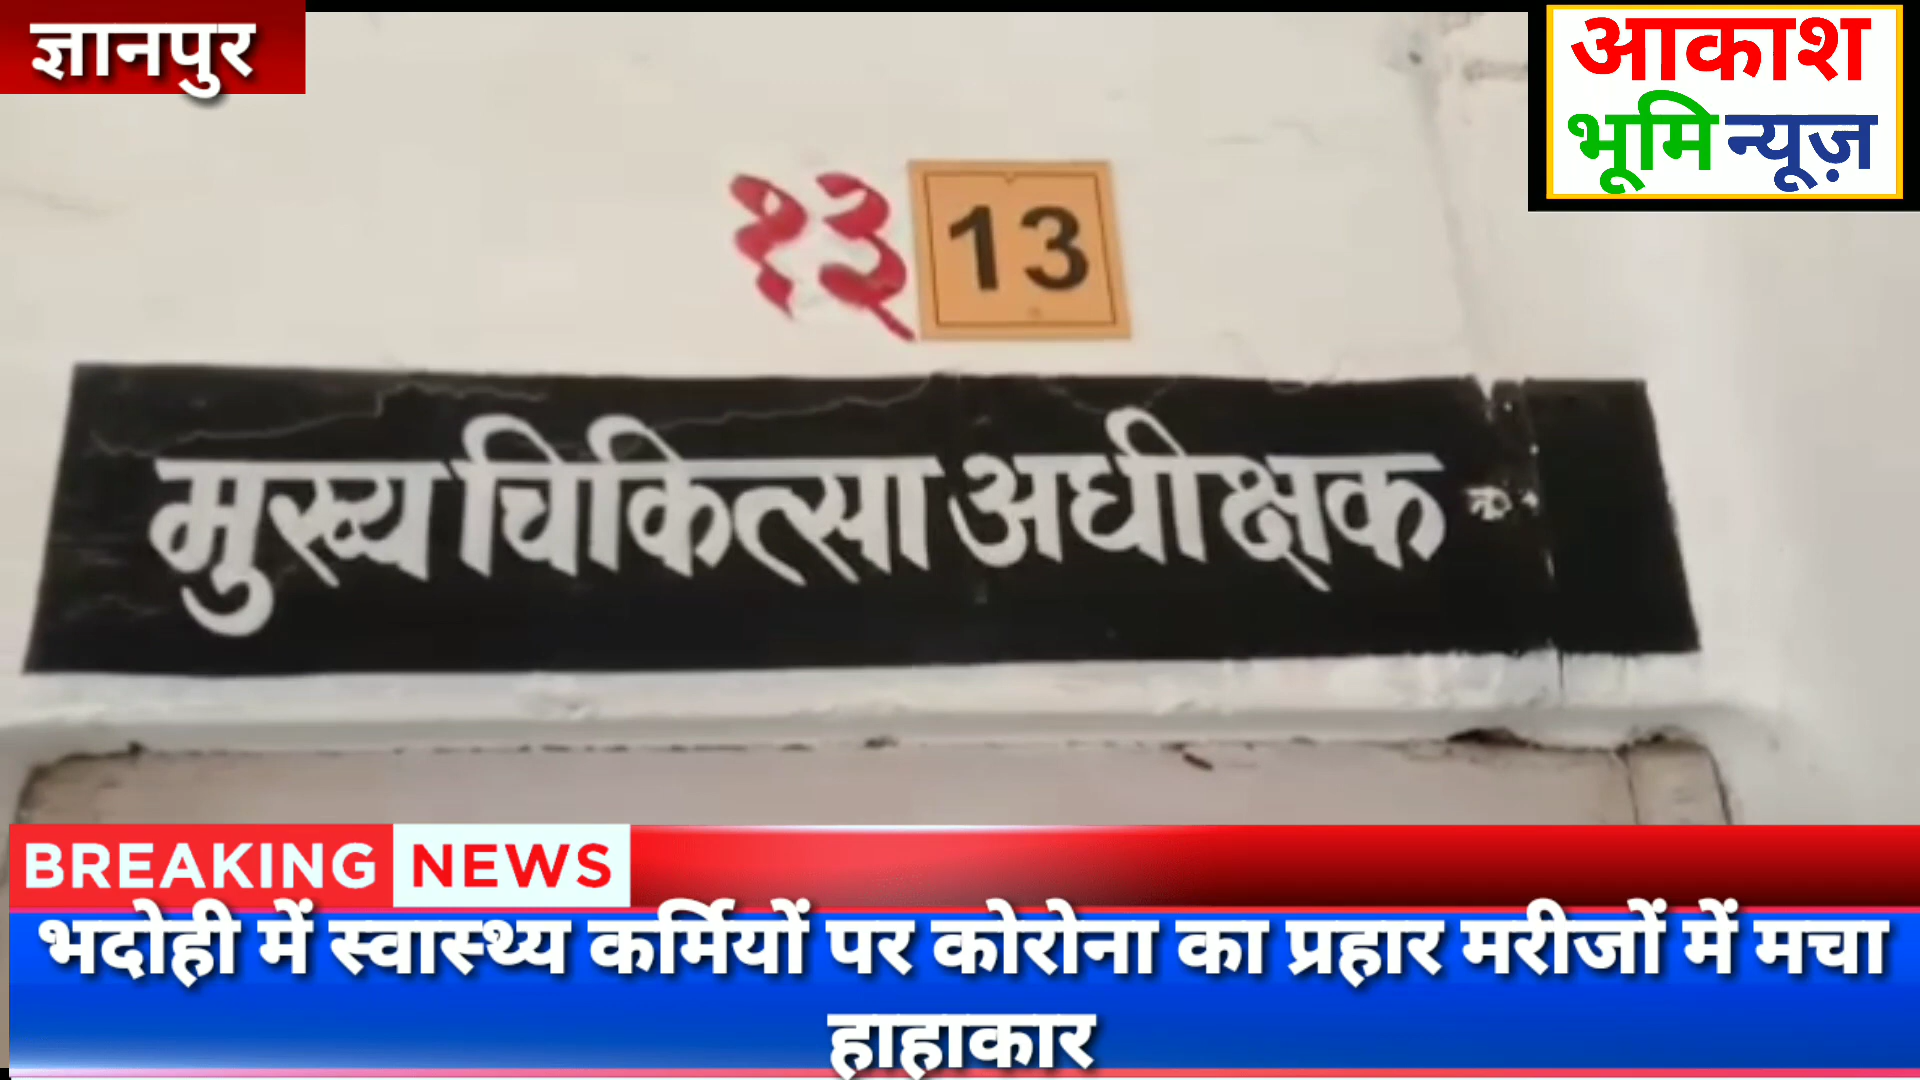 ज्ञानपुर
आकाश
भूमि न्यूज़
१३ 13
मुख्य चिकित्सा अधीक्षक
BREAKING NEWS
भदोही में स्वास्थ्य कर्मियों पर कोरोना का प्रहार मरीजों में मचा
हाहाकार